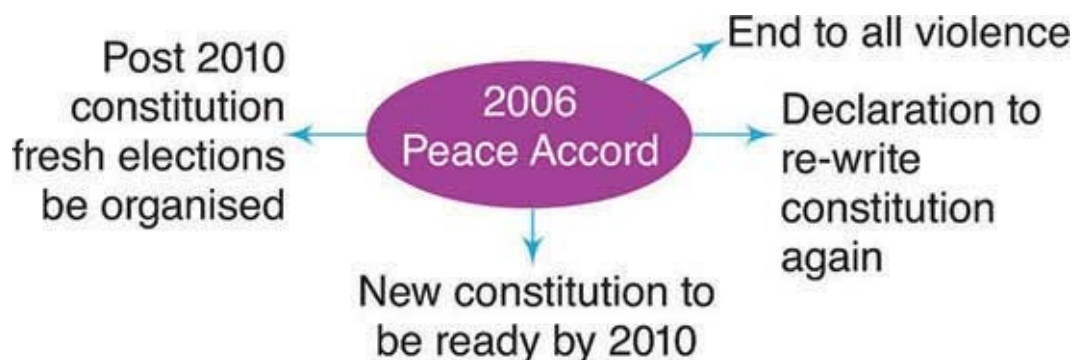 2006
Peace Accord
End to all violence
Declaration to
re-write
constitution
again
New constitution to
be ready by 2010
Post 2010
constitution
fresh elections
be organised